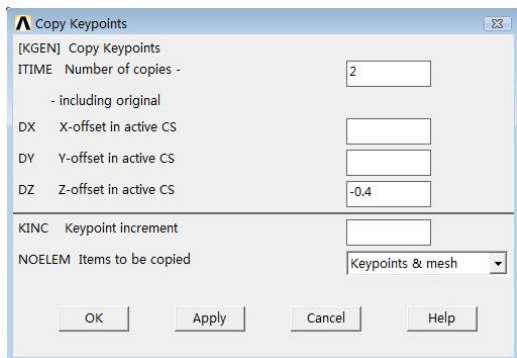 Copy Keypoints
[KGEN] Copy Keypoints
ITIME Number of copies - 2
- including original
DX X-offset in active CS
DY Y-offset in active CS
DZ Z-offset in active CS -0.4
KINC Keypoint increment
NOELEM Items to be copied Keypoints & mesh
OK Apply Cancel Help